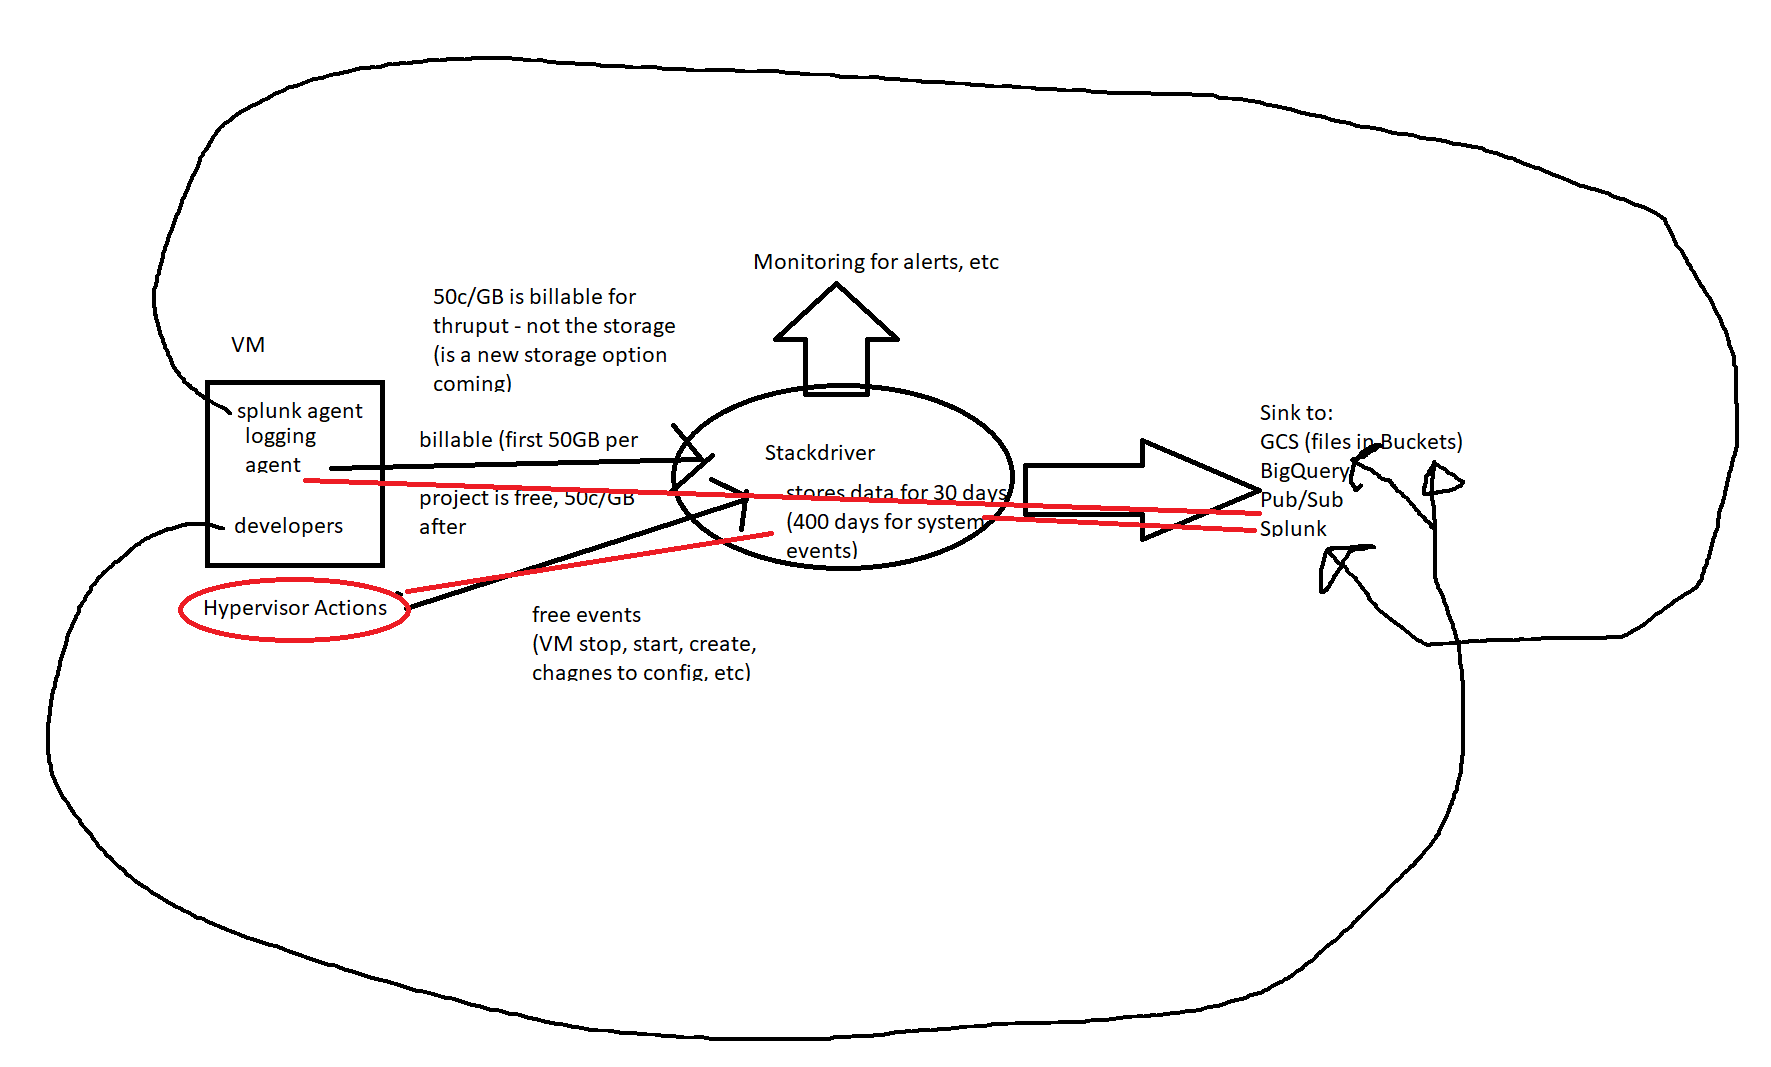 Monitoring for alerts, etc
50c/GB is billable for
thruput - not the storage
(is a new storage option
coming)
VM
splunk agent
logging
agent
developers
billable (first 50GB per
project is free, 50c/GB
after
Stackdriver
stores data for 30 days
(400 days for system
events)
Sink to:
GCS (files in Buckets)
BigQuery
Pub/Sub
Splunk
Hypervisor Actions
free events
(VM stop, start, create,
chagnes to config, etc)